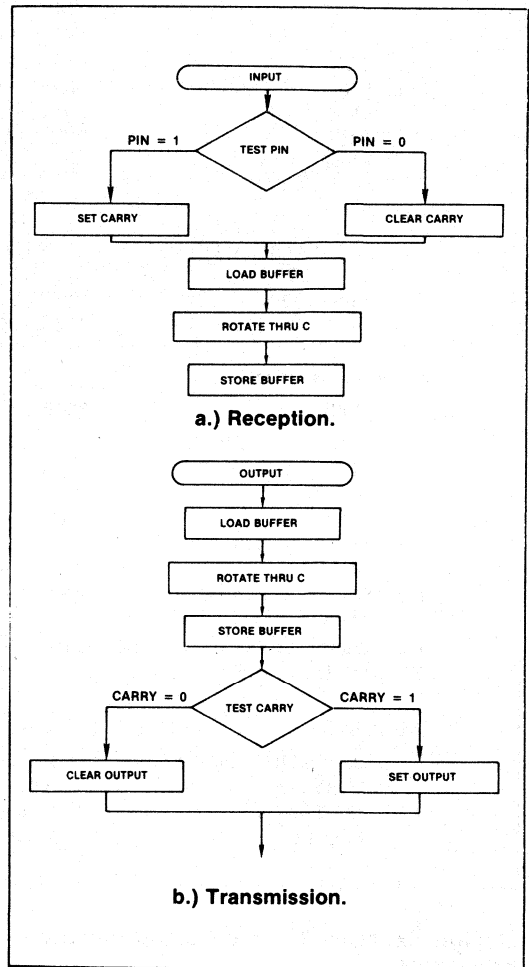 INPUT
PIN = 1
TEST PIN
PIN = 0
SET CARRY
CLEAR CARRY
LOAD BUFFER
ROTATE THRU C
STORE BUFFER
a.) Reception.
OUTPUT
LOAD BUFFER
ROTATE THRU C
STORE BUFFER
CARRY = 0
TEST CARRY
CARRY = 1
CLEAR OUTPUT
SET OUTPUT
b.) Transmission.